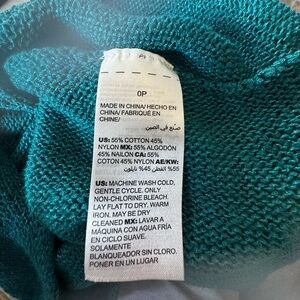 0P
MADE IN CHINA/ HECHO EN
CHINA/ FABRIQUÉ EN
CHINE/
صنع في الصين
US: 55% COTTON 45%
NYLON MX: 55% ALGODÓN
45% NAILON CA: 55%
COTON 45% NYLON AE/KW:
55% القطني 45% نايلون
US: MACHINE WASH COLD,
GENTLE CYCLE. ONLY
NON-CHLORINE BLEACH.
LAY FLAT TO DRY. WARM
IRON. MAY BE DRY
CLEANED MX: LAVAR A
MÁQUINA CON AGUA FRÍA
EN CICLO SUAVE.
SOLAMENTE
BLANQUEADOR SIN CLORO.
PONER EN UN LUGAR